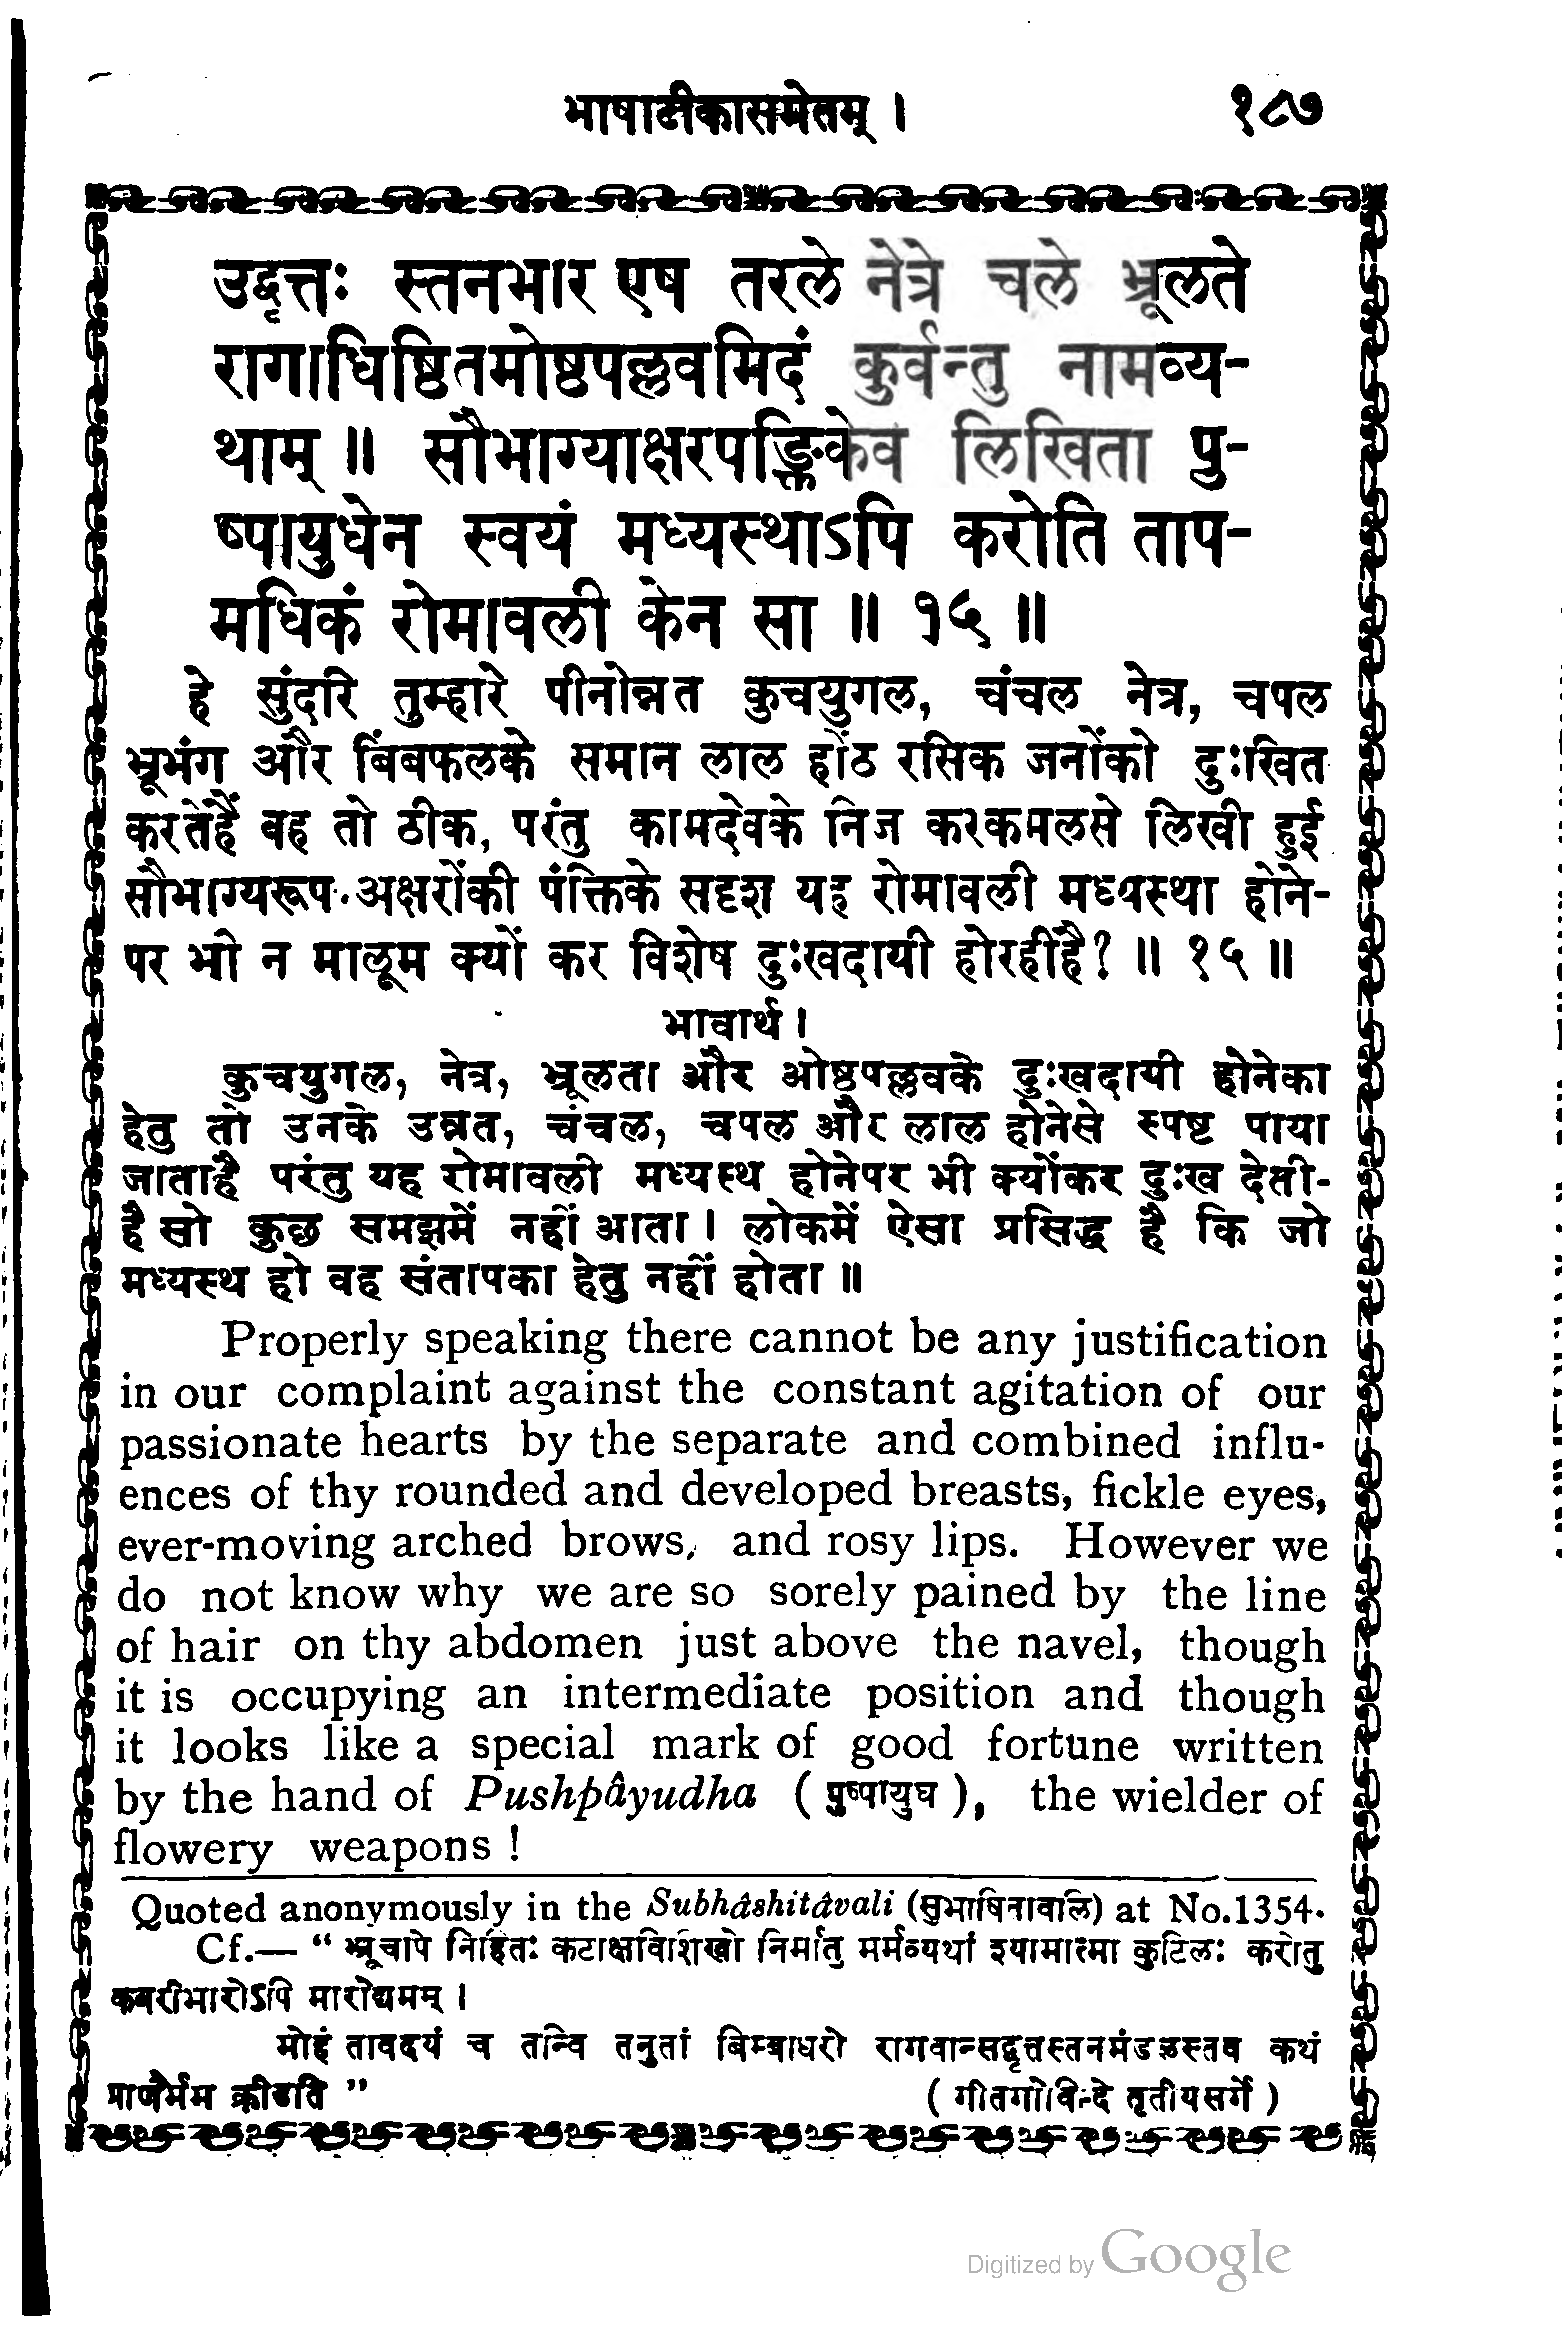 भाषाटीकासमेतम् । १८७
उद्वृत्तः स्तनभार एष तरले नेत्रे चले भ्रूलते
रागाधिष्ठितमोष्ठपल्लवमिदं कुर्वन्तु नामव्य-
थाम् ॥ सौभाग्याक्षरपङ्क्तिकेव लिखिता पु-
ष्पायुधेन स्वयं मध्यस्थाऽपि करोति ताप-
मधिकं रोमावली केन सा ॥ १५ ॥
हे सुंदरि तुम्हारे पीनोन्नत कुचयुगल, चंचल नेत्र, चपल
भ्रूभंग और बिंबफलके समान लाल होंठ रसिक जनोंको दुःखित
करतेहैं वह तो ठीक, परंतु कामदेवके निज करकमलसे लिखी हुई
सौभाग्यरूप अक्षरोंकी पंक्तिके सदृश यह रोमावली मध्यस्था होने-
पर भी न मालूम क्यों कर विशेष दुःखदायी होरहीहै? ॥ १५ ॥
भावार्थ ।
कुचयुगल, नेत्र, भ्रूलता और ओष्ठपल्लवके दुःखदायी होनेका
हेतु तो उनके उन्नत, चंचल, चपल और लाल होनेसे स्पष्ट पाया
जाताहै परंतु यह रोमावली मध्यस्थ होनेपर भी क्योंकर दुःख देती-
है सो कुछ समझमें नहीं आता । लोकमें ऐसा प्रसिद्ध है कि जो
मध्यस्थ हो वह संतापका हेतु नहीं होता ॥
Properly speaking there cannot be any justification
in our complaint against the constant agitation of our
passionate hearts by the separate and combined influ-
ences of thy rounded and developed breasts, fickle eyes,
ever-moving arched brows, and rosy lips. However we
do not know why we are so sorely pained by the line
of hair on thy abdomen just above the navel, though
it is occupying an intermediate position and though
it looks like a special mark of good fortune written
by the hand of Pushpâyudha ( पुष्पायुध ), the wielder of
flowery weapons !
Quoted anonymously in the Subhâshitâvali (सुभाषितावलि) at No.1354.
Cf.— “ भ्रूचापे निहितः कटाक्षविशिखो निर्मातु मर्मव्यथां श्यामात्मा कुटिलः करोतु
कबरीभारोऽपि मारोद्यमम् ।
मोहं तावदयं च तन्वि तनुतां बिम्बाधरो रागवान्सद्वृत्तस्तनमंडलस्तव कथं
प्राणैर्मम क्रीडति ” ( गीतगोविन्दे तृतीयसर्गे )
Digitized by Google